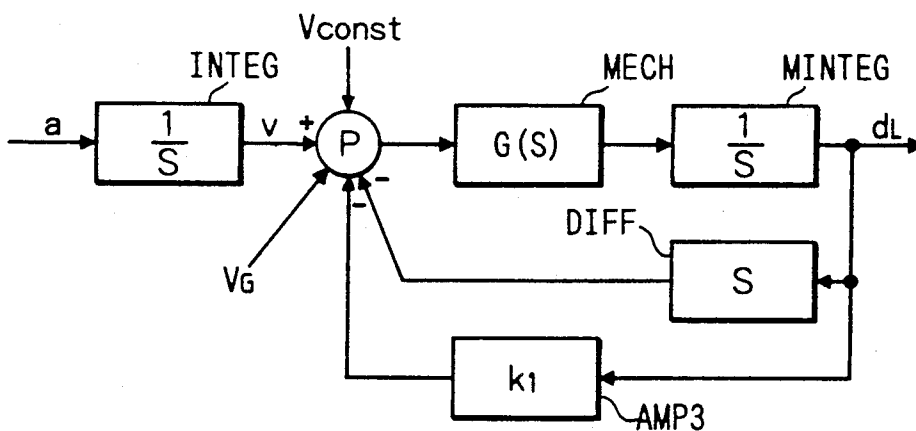 Vconst
INTEG
MECH
MINTEG
a
1
S
v
+
P
G(S)
1
S
dL
-
-
DIFF
S
VG
k1
AMP3